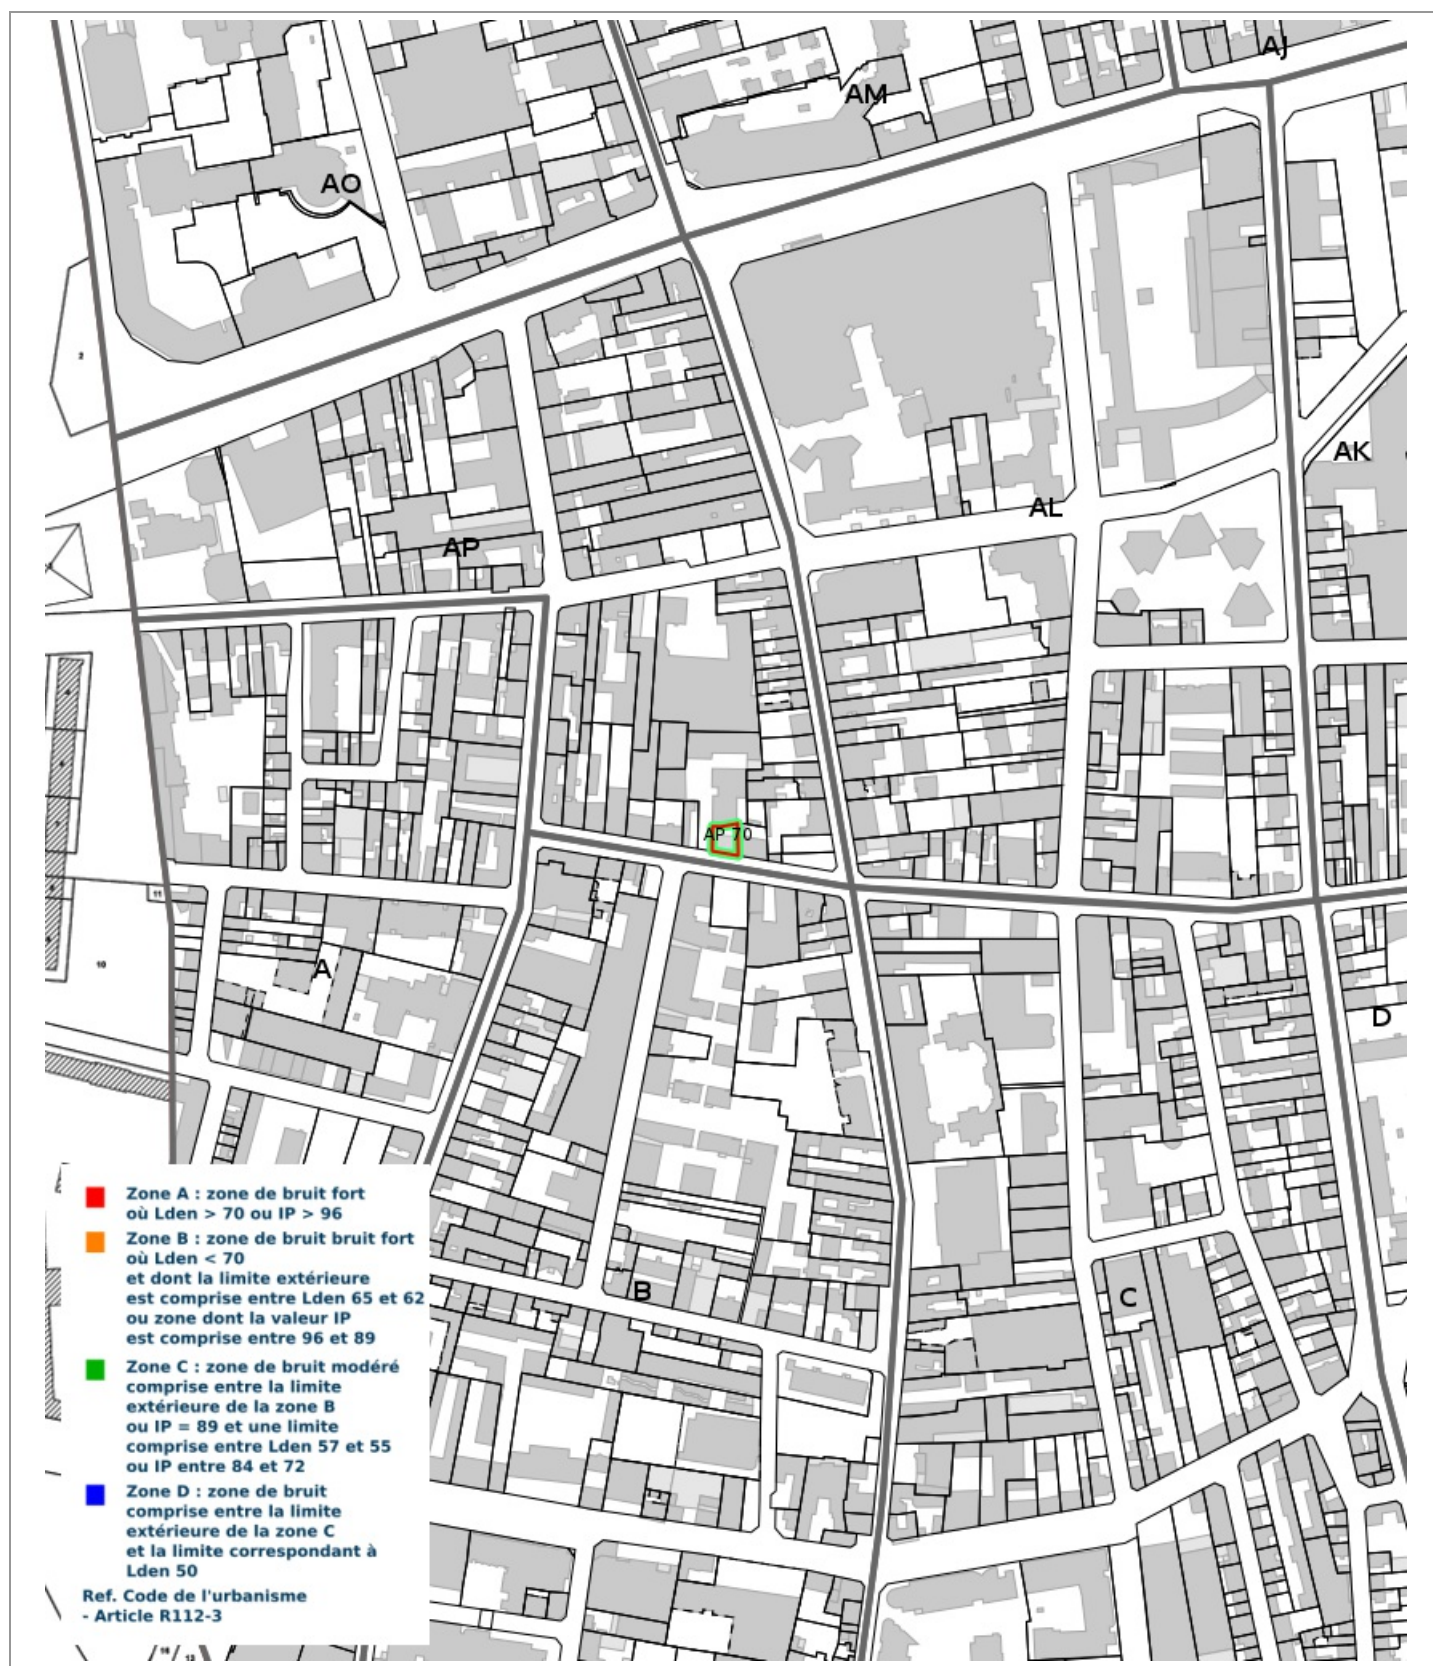 AJ
AM
AO
2
AK
AL
AP
AP 70
11
A
10
D
B
C
Zone A : zone de bruit fort
où Lden > 70 ou IP > 96
Zone B : zone de bruit bruit fort
où Lden < 70
et dont la limite extérieure
est comprise entre Lden 65 et 62
ou zone dont la valeur IP
est comprise entre 96 et 89
Zone C : zone de bruit modéré
comprise entre la limite
extérieure de la zone B
ou IP = 89 et une limite
comprise entre Lden 57 et 55
ou IP entre 84 et 72
Zone D : zone de bruit
comprise entre la limite
extérieure de la zone C
et la limite correspondant à
Lden 50
Ref. Code de l'urbanisme
- Article R112-3